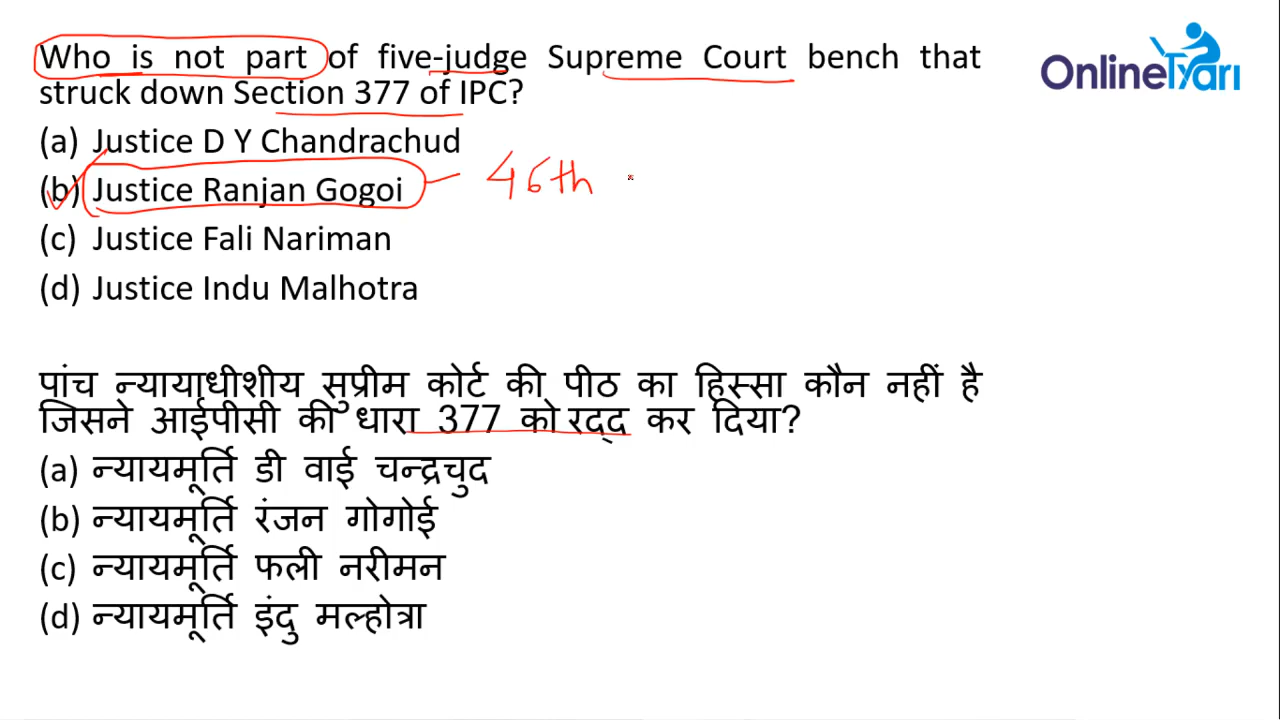 Who is not part of five-judge Supreme Court bench that
struck down Section 377 of IPC?
(a) Justice D Y Chandrachud
(b) Justice Ranjan Gogoi 46th
(c) Justice Fali Nariman
(d) Justice Indu Malhotra
पांच न्यायाधीशीय सुप्रीम कोर्ट की पीठ का हिस्सा कौन नहीं है
जिसने आईपीसी की धारा 377 को रद्द कर दिया?
(a) न्यायमूर्ति डी वाई चन्द्रचुद
(b) न्यायमूर्ति रंजन गोगोई
(c) न्यायमूर्ति फली नरीमन
(d) न्यायमूर्ति इंदु मल्होत्रा
OnlineTyari